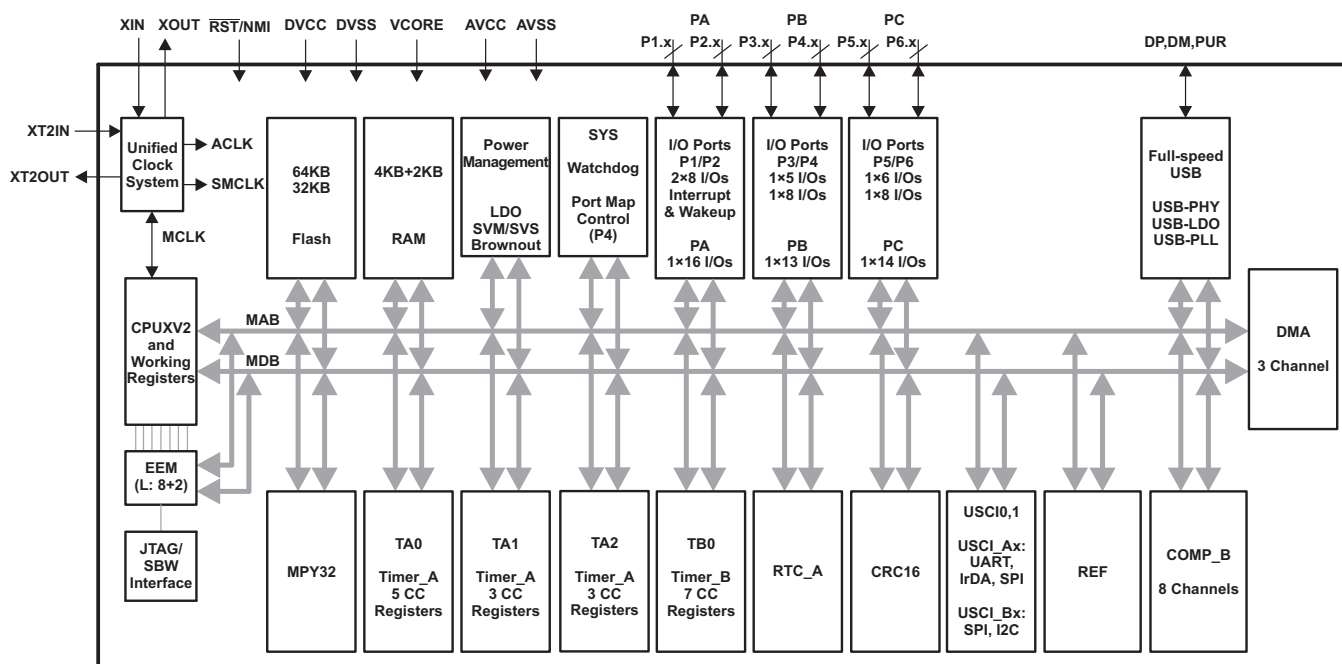 XIN
XOUT
RST/NMI
DVCC
DVSS
VCORE
AVCC
AVSS
PA
P1.x
P2.x
PB
P3.x
P4.x
PC
P5.x
P6.x
DP,DM,PUR
XT2IN
XT2OUT
Unified
Clock
System
ACLK
SMCLK
MCLK
64KB
32KB
Flash
4KB+2KB
RAM
Power
Management
LDO
SVM/SVS
Brownout
SYS
Watchdog
Port Map
Control
(P4)
I/O Ports
P1/P2
2×8 I/Os
Interrupt
& Wakeup
PA
1×16 I/Os
I/O Ports
P3/P4
1×5 I/Os
1×8 I/Os
PB
1×13 I/Os
I/O Ports
P5/P6
1×6 I/Os
1×8 I/Os
PC
1×14 I/Os
Full-speed
USB
USB-PHY
USB-LDO
USB-PLL
CPUXV2
and
Working
Registers
MAB
MDB
DMA
3 Channel
EEM
(L: 8+2)
JTAG/
SBW
Interface
MPY32
TA0
Timer_A
5 CC
Registers
TA1
Timer_A
3 CC
Registers
TA2
Timer_A
3 CC
Registers
TB0
Timer_B
7 CC
Registers
RTC_A
CRC16
USCI0,1
USCI_Ax:
UART,
IrDA, SPI
USCI_Bx:
SPI, I2C
REF
COMP_B
8 Channels